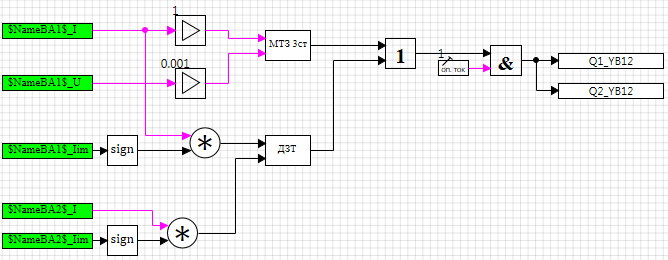 1
$NameBA1$_I
МТЗ 3ст
1
1
ОП. ТОК
&
Q1_YB12
0.001
$NameBA1$_U
Q2_YB12
$NameBA1$_Iim
sign
*
ДЗТ
$NameBA2$_I
$NameBA2$_Iim
sign
*